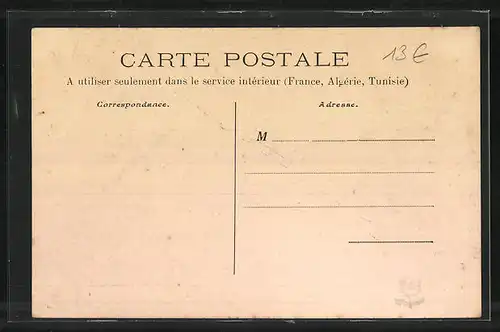 CARTE POSTALE
13€
A utiliser seulement dans le service intérieur (France, Algérie, Tunisie)
Correspondance.
Adresse.
M